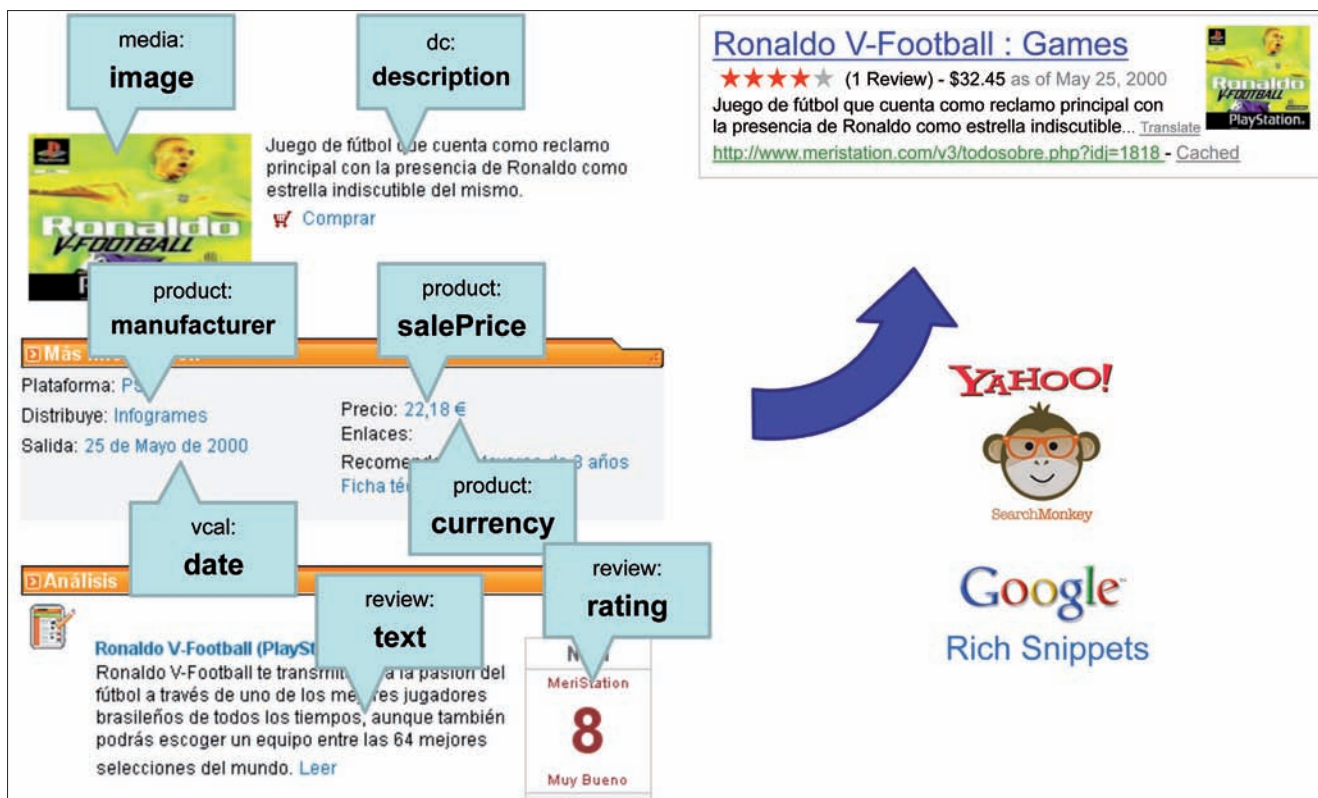 media:
image
dc:
description
Juego de fútbol que cuenta como reclamo
principal con la presencia de Ronaldo como
estrella indiscutible del mismo.
Comprar
Ronaldo
V-FOOTBALL
product:
manufacturer
product:
salePrice
Más
Plataforma: PS
Distribuye: Infogrames
Salida: 25 de Mayo de 2000
Precio: 22,18 €
Enlaces:
años
product:
currency
vcal:
date
Análisis
review:
text
review:
rating
Ronaldo V-Football (PlaySt
Ronaldo V-Football te a la pasión del
fútbol a través de uno de los mejores jugadores
brasileños de todos los tiempos, aunque también
podrás escoger un equipo entre las 64 mejores
selecciones del mundo. Leer
MeriStation
8
Muy Bueno
Ronaldo V-Football : Games
(1 Review) - $32.45 as of May 25, 2000
Juego de fútbol que cuenta como reclamo principal con
la presencia de Ronaldo como estrella indiscutible... Translate
http://www.meristation.com/v3/todosobre.php?idj=1818 - Cached
Ronaldo
V-FOOTBALL
PlayStation
YAHOO!
SearchMonkey
Google
Rich Snippets